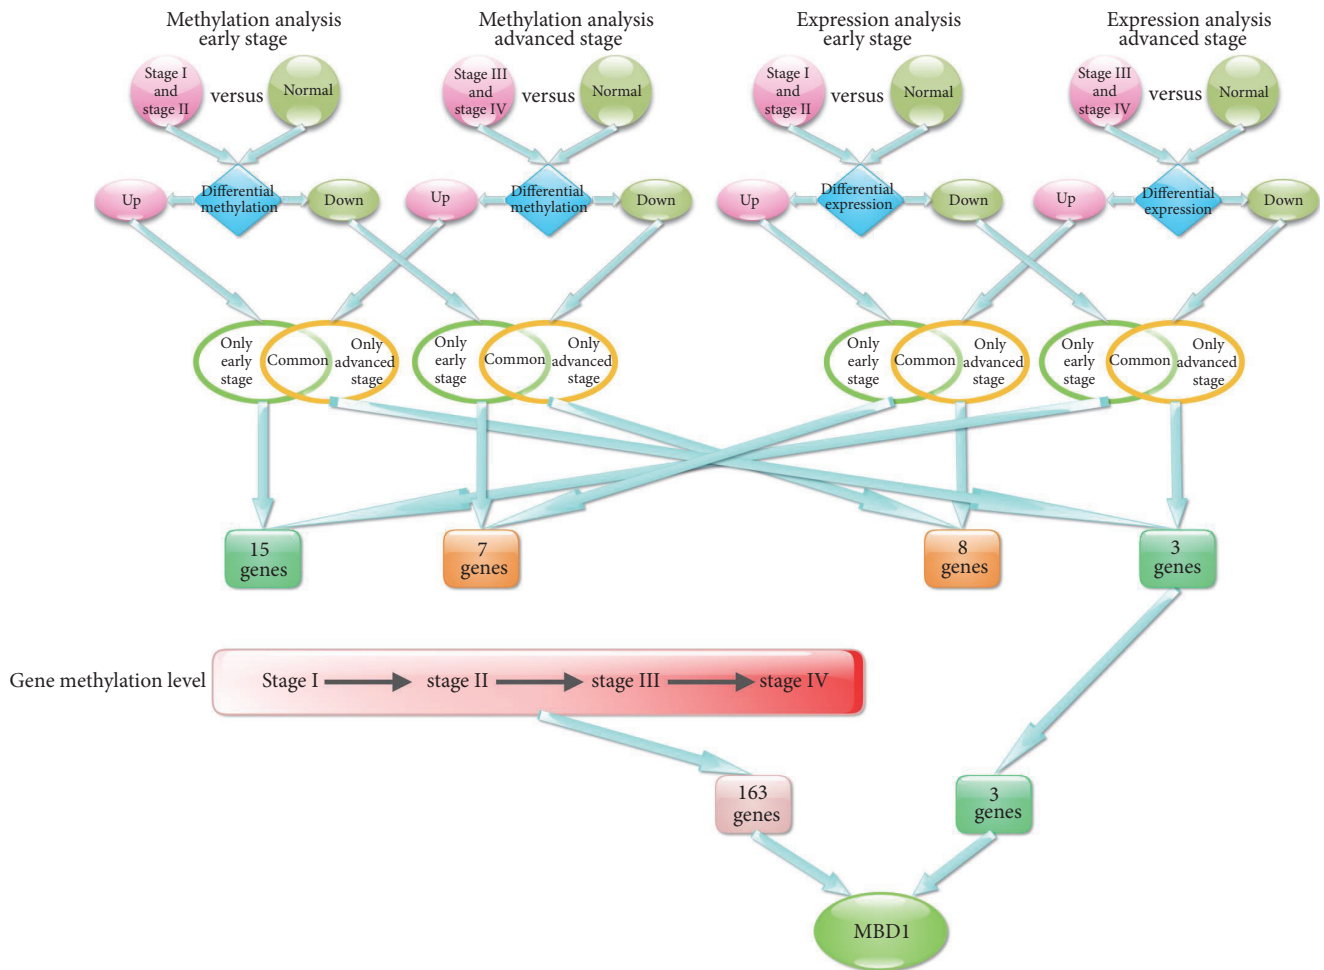 Methylation analysis
early stage
Methylation analysis
advanced stage
Expression analysis
early stage
Expression analysis
advanced stage
Stage I
and
stage II
versus
Normal
Stage III
and
stage IV
versus
Normal
Stage I
and
stage II
versus
Normal
Stage III
and
stage IV
versus
Normal
Up
Differential
methylation
Down
Up
Differential
methylation
Down
Up
Differential
expression
Down
Up
Differential
expression
Down
Only
early
stage
Common
Only
advanced
stage
Only
early
stage
Common
Only
advanced
stage
Only
early
stage
Common
Only
advanced
stage
Only
early
stage
Common
Only
advanced
stage
15
genes
7
genes
8
genes
3
genes
Gene methylation level
Stage I
stage II
stage III
stage IV
163
genes
3
genes
MBD1